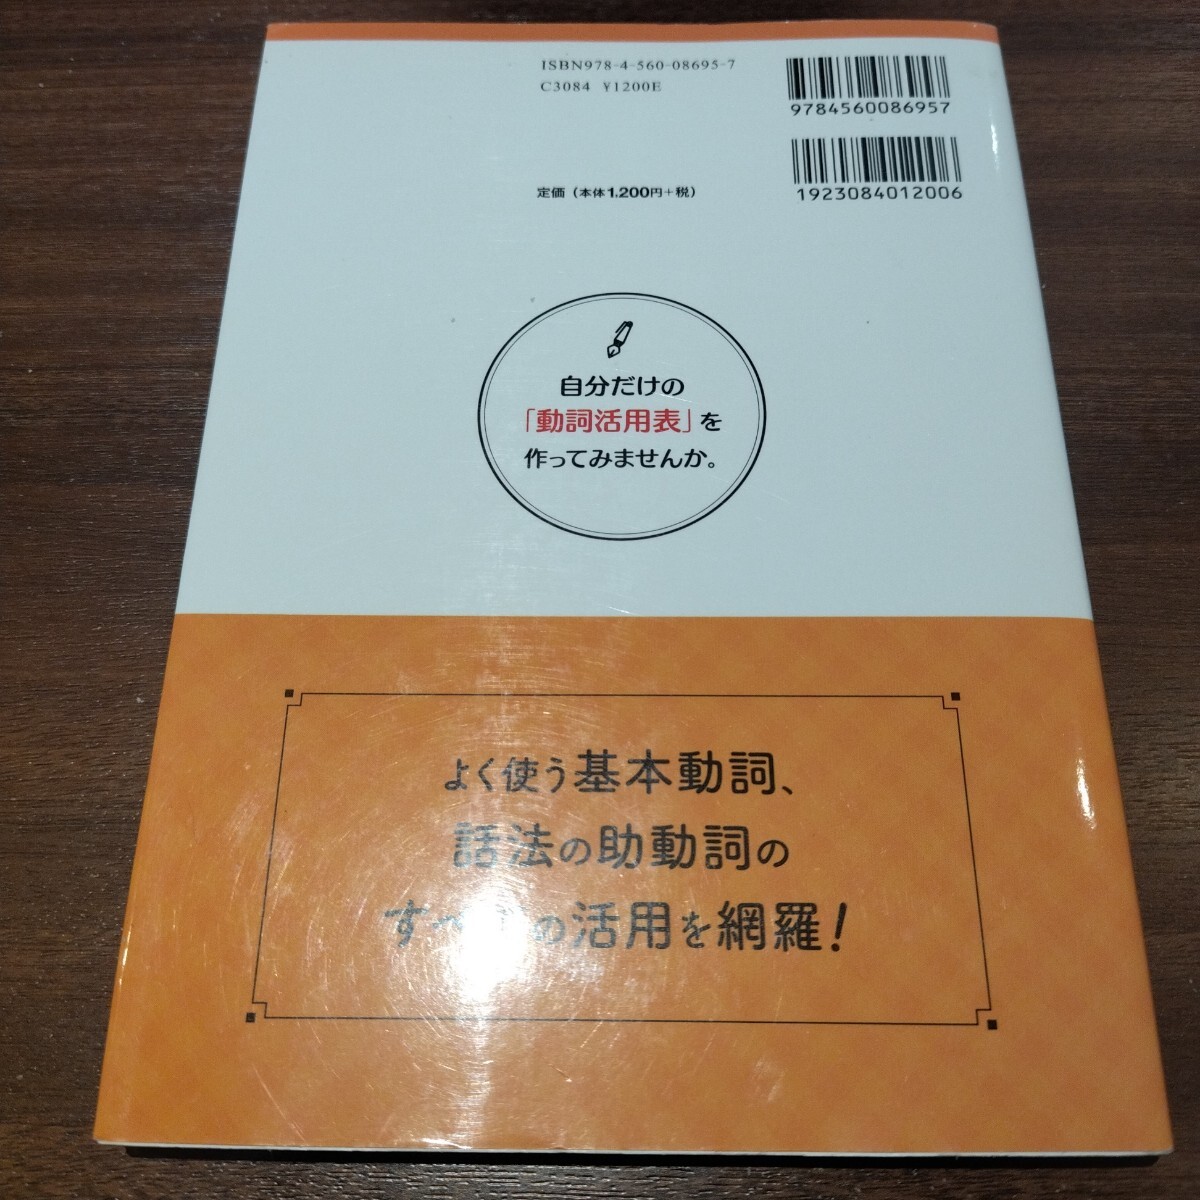 ISBN978-4-560-08695-7
C3084 ¥1200E
9784560086957
1923084012006
定価（本体1,200円＋税）
自分だけの
「動詞活用表」を
作ってみませんか。
よく使う基本動詞、
話法の助動詞の
すべての活用を網羅！